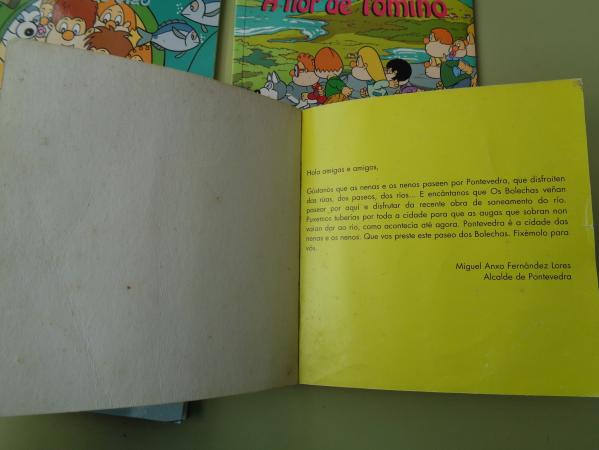 A flor de Tomiño
Hola amigas e amigos,
Gústanos que as nenas e os nenos paseen por Pontevedra, que disfroiten
das rúas, dos paseos, dos ríos... E encántanos que Os Bolechas veñan
pasear por aquí e disfrutar da recente obra de saneamento do río.
Puxemos tuberías por toda a cidade para que as augas que sobran non
vaian dar ao río, como acontecía até agora. Pontevedra é a cidade das
nenas e os nenos. Que vos preste este paseo dos Bolechas. Fixémolo para
vós.
Miguel Anxo Fernández Lores
Alcalde de Pontevedra